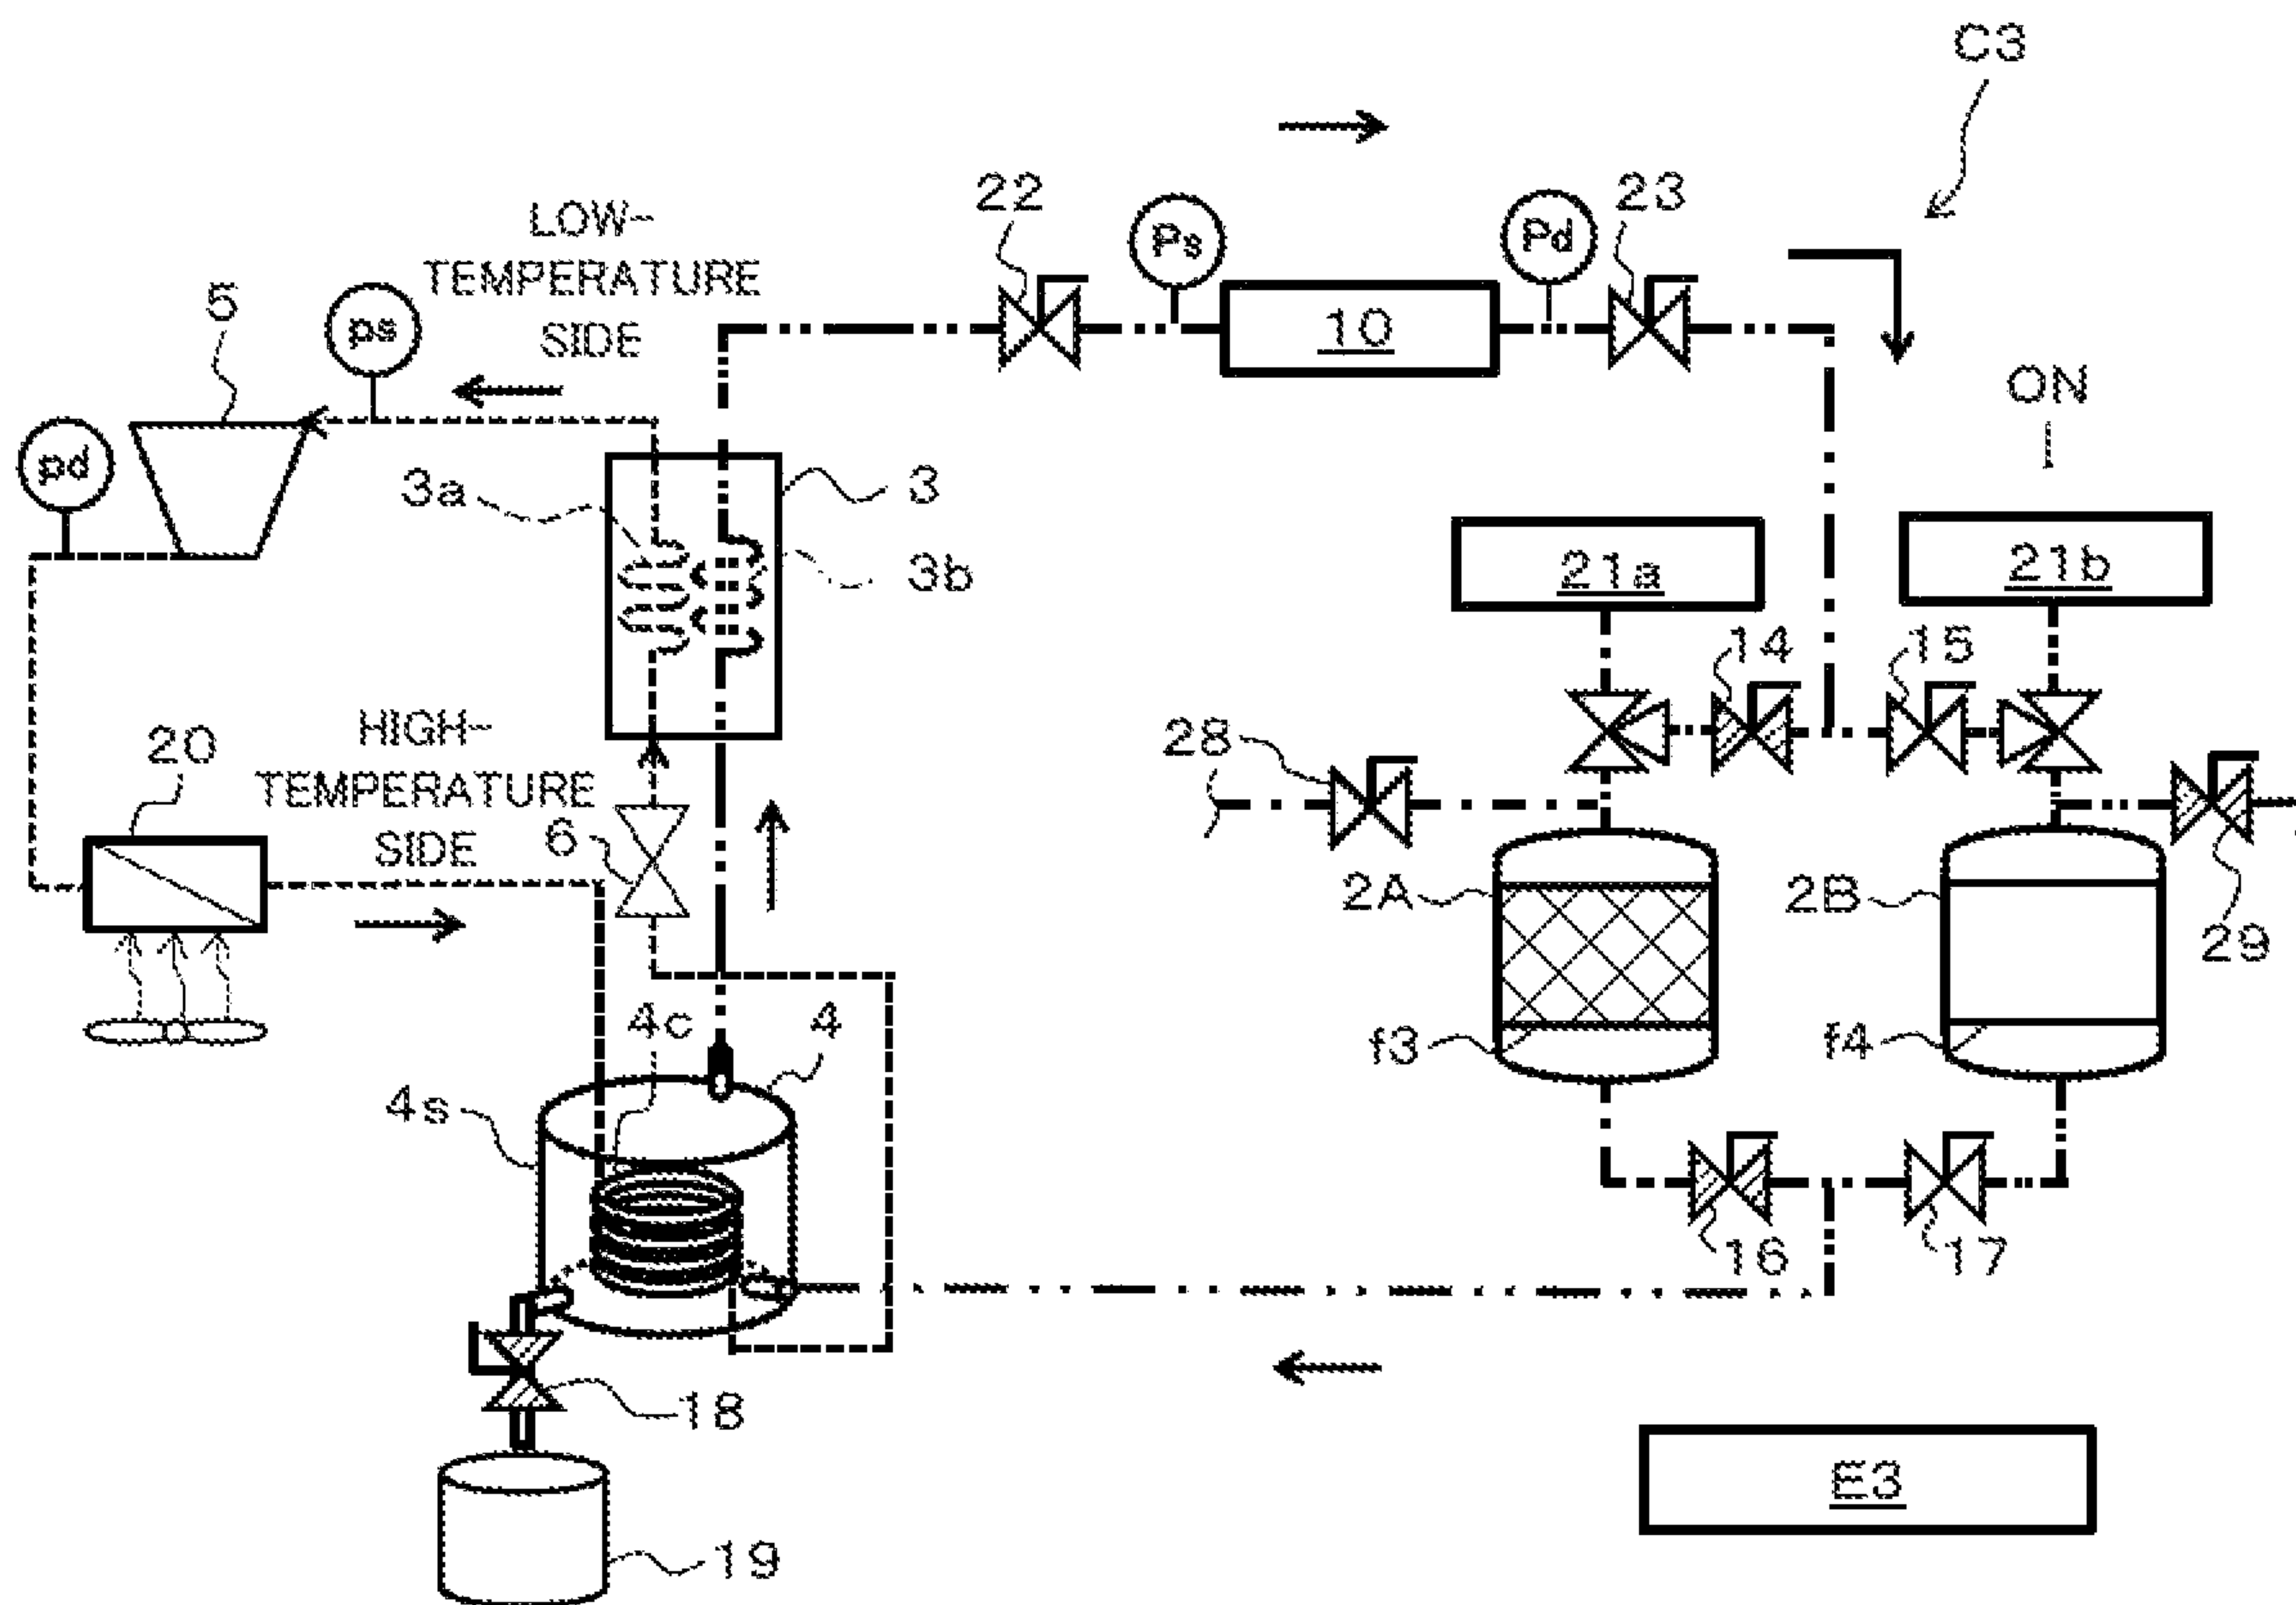 C3
22
Ps
Pd
23
LOW-
TEMPERATURE
SIDE
5
ps
10
ON
pd
3a
3
3b
21a
21b
14
15
20
HIGH-
TEMPERATURE
SIDE
6
28
2A
2B
29
4c
4
f3
f4
4s
16
17
18
E3
19